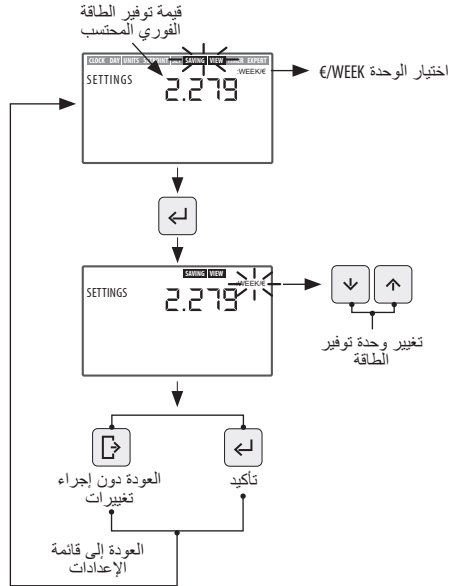 قيمة توفير الطاقة
الفوري المحتسب
CLOCK DAY UNITS SAVING VIEW EXPERT
:WEEK/€
اختيار الوحدة WEEK/€
SETTINGS
2.279
SAVING VIEW
WEEK/€
SETTINGS
2.279
تغيير وحدة توفير
الطاقة
العودة دون إجراء
تغييرات
تأكيد
العودة إلى قائمة
الإعدادات